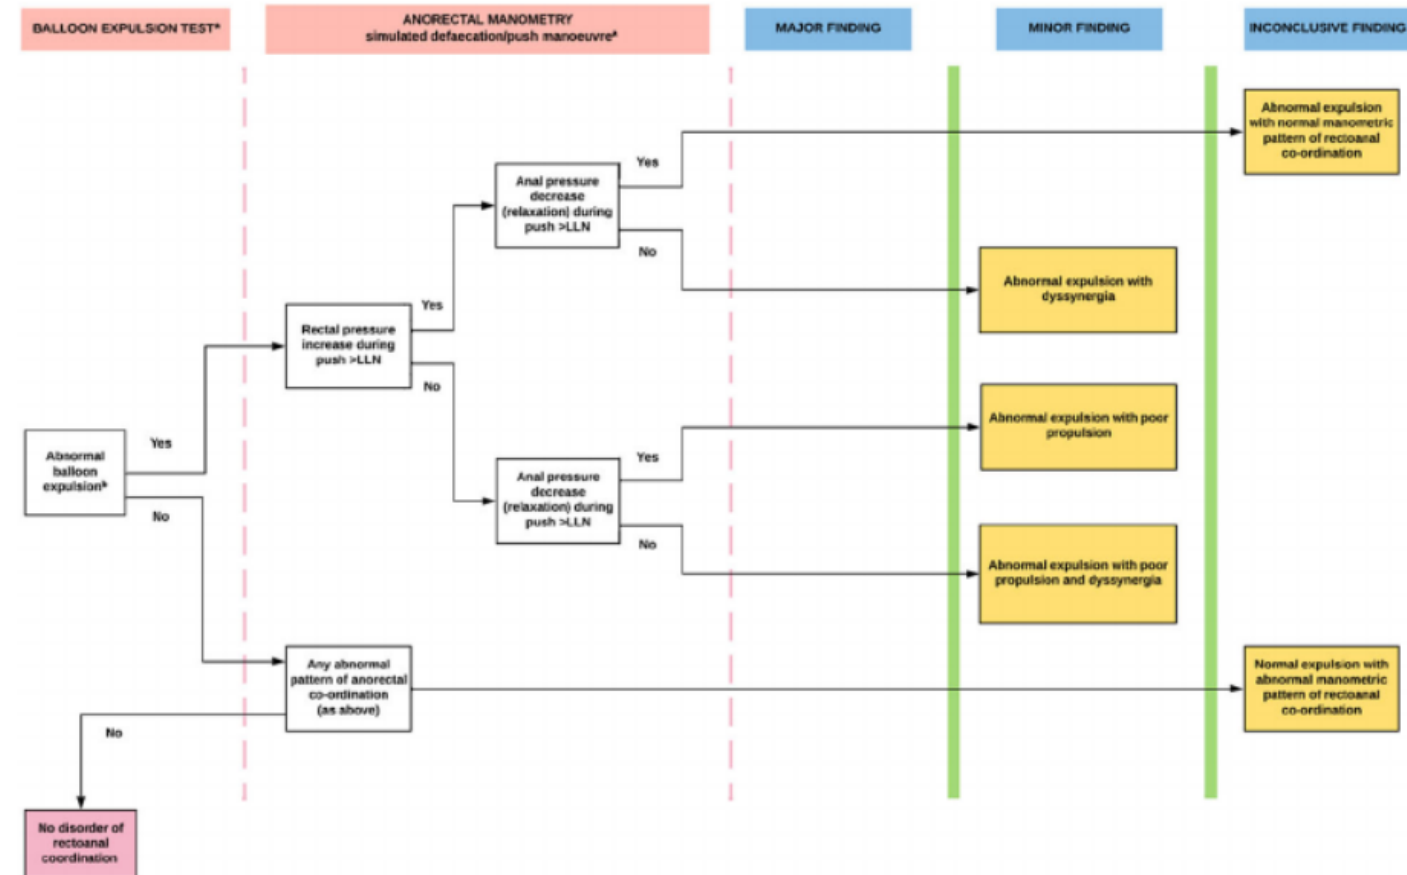 BALLOON EXPULSION TESTᵃ
ANORECTAL MANOMETRY
simulated defaecation/push manoeuvreᵃ
MAJOR FINDING
MINOR FINDING
INCONCLUSIVE FINDING
Abnormal expulsion
with normal manometric
pattern of rectoanal
co-ordination
Yes
Anal pressure
decrease
(relaxation) during
push >LLN
No
Abnormal expulsion with
dyssynergia
Yes
Rectal pressure
increase during
push >LLN
No
Abnormal expulsion with poor
propulsion
Yes
Abnormal
balloon
expulsionᵇ
No
Yes
Anal pressure
decrease
(relaxation) during
push >LLN
No
Abnormal expulsion with poor
propulsion and dyssynergia
Any abnormal
pattern of anorectal
co-ordination
(as above)
Normal expulsion with
abnormal manometric
pattern of rectoanal
co-ordination
No
No disorder of
rectoanal
coordination